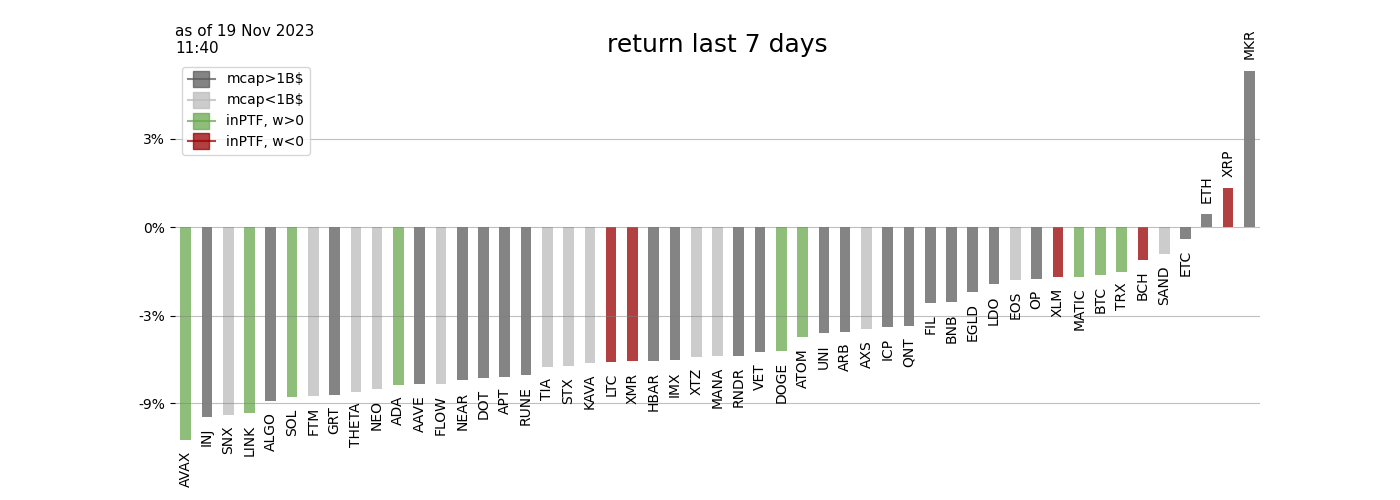 as of 19 Nov 2023
11:40
return last 7 days
mcap>1B$
mcap<1B$
inPTF, w>0
inPTF, w<0
3%
0%
-3%
-9%
AVAX
INJ
SNX
LINK
ALGO
SOL
FTM
GRT
THETA
NEO
ADA
AAVE
FLOW
NEAR
DOT
APT
RUNE
TIA
STX
KAVA
LTC
XMR
HBAR
IMX
XTZ
MANA
RNDR
VET
DOGE
ATOM
UNI
ARB
AXS
ICP
QNT
FIL
BNB
EGLD
LDO
EOS
OP
XLM
MATIC
BTC
TRX
BCH
SAND
ETC
ETH
XRP
MKR